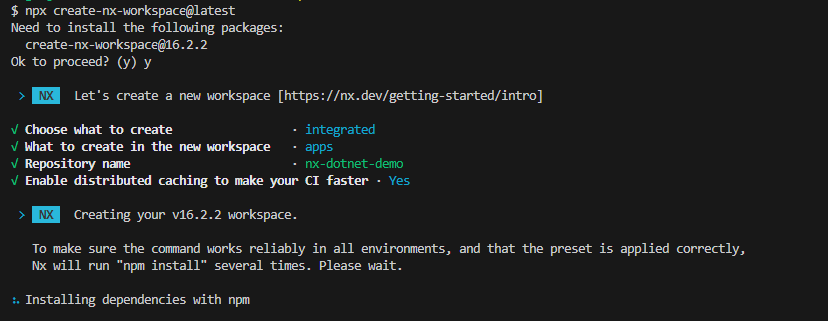 $ npx create-nx-workspace@latest
Need to install the following packages:
  create-nx-workspace@16.2.2
Ok to proceed? (y) y
> NX Let's create a new workspace [https://nx.dev/getting-started/intro]
√ Choose what to create · integrated
√ What to create in the new workspace · apps
√ Repository name · nx-dotnet-demo
√ Enable distributed caching to make your CI faster · Yes
> NX Creating your v16.2.2 workspace.
To make sure the command works reliably in all environments, and that the preset is applied correctly,
Nx will run "npm install" several times. Please wait.
Installing dependencies with npm